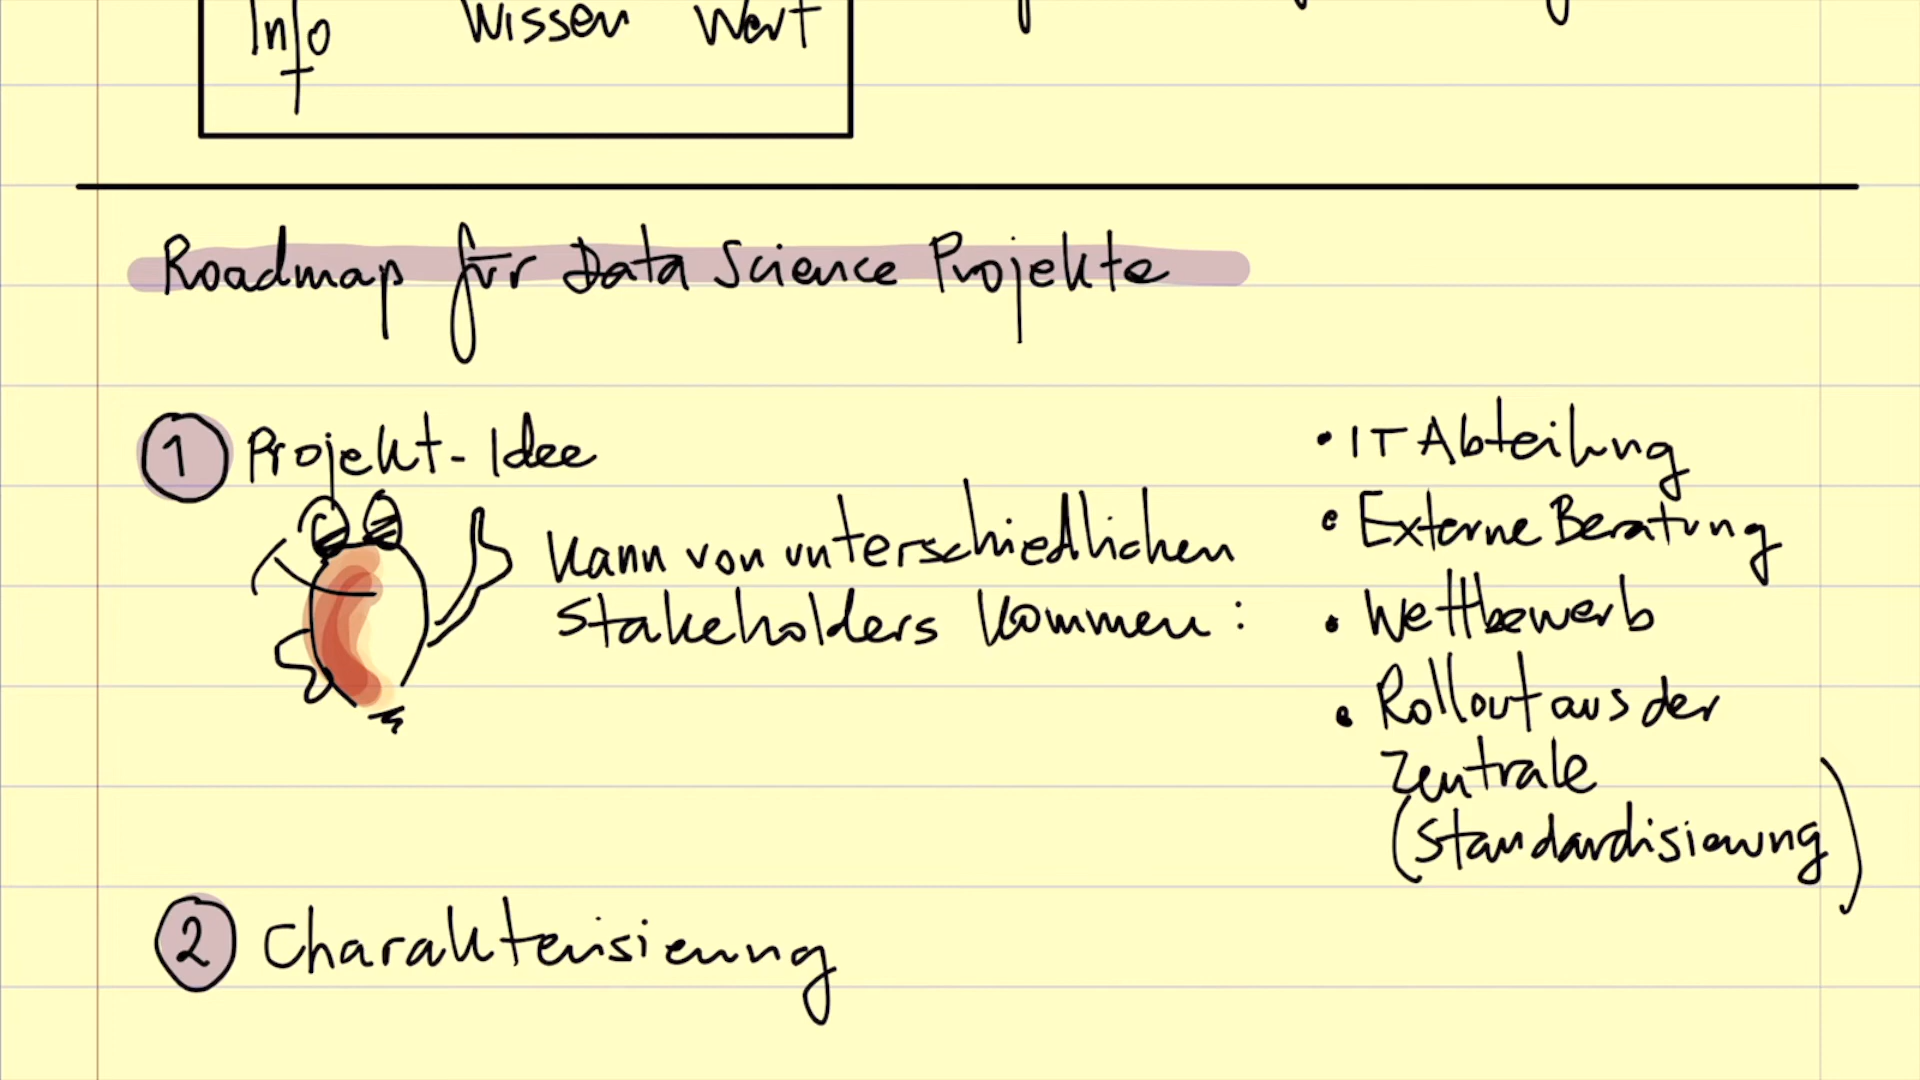 Info Wissen Wert
Roadmap für Data Science Projekte
1 Projekt-Idee
kann von unterschiedlichen
Stakeholders kommen:
• IT Abteilung
• Externe Beratung
• Wettbewerb
• Rollout aus der
Zentrale
(Standardisierung)
2 Charakterisierung